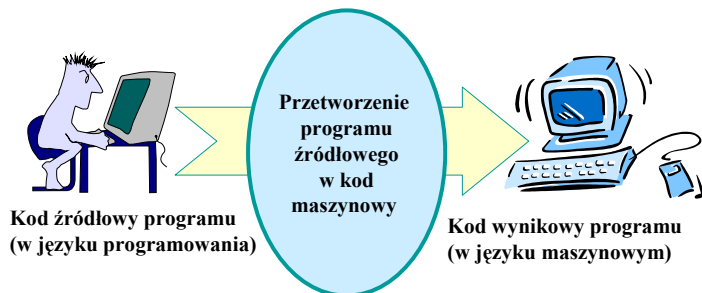 Przetworzenie
programu
źródłowego
w kod
maszynowy
Kod źródłowy programu
(w języku programowania)
Kod wynikowy programu
(w języku maszynowym)